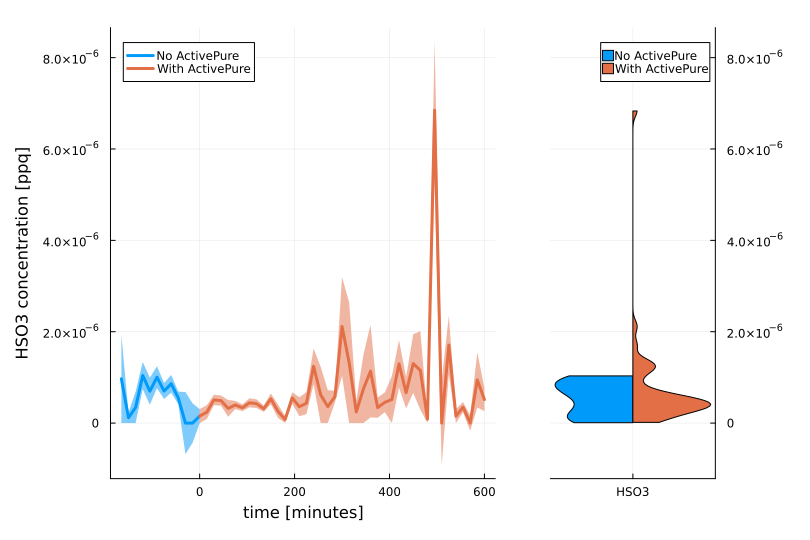 HSO3 concentration [ppq]
8.0×10⁻⁶
6.0×10⁻⁶
4.0×10⁻⁶
2.0×10⁻⁶
0
No ActivePure
With ActivePure
0
200
400
600
time [minutes]
No ActivePure
With ActivePure
8.0×10⁻⁶
6.0×10⁻⁶
4.0×10⁻⁶
2.0×10⁻⁶
0
HSO3